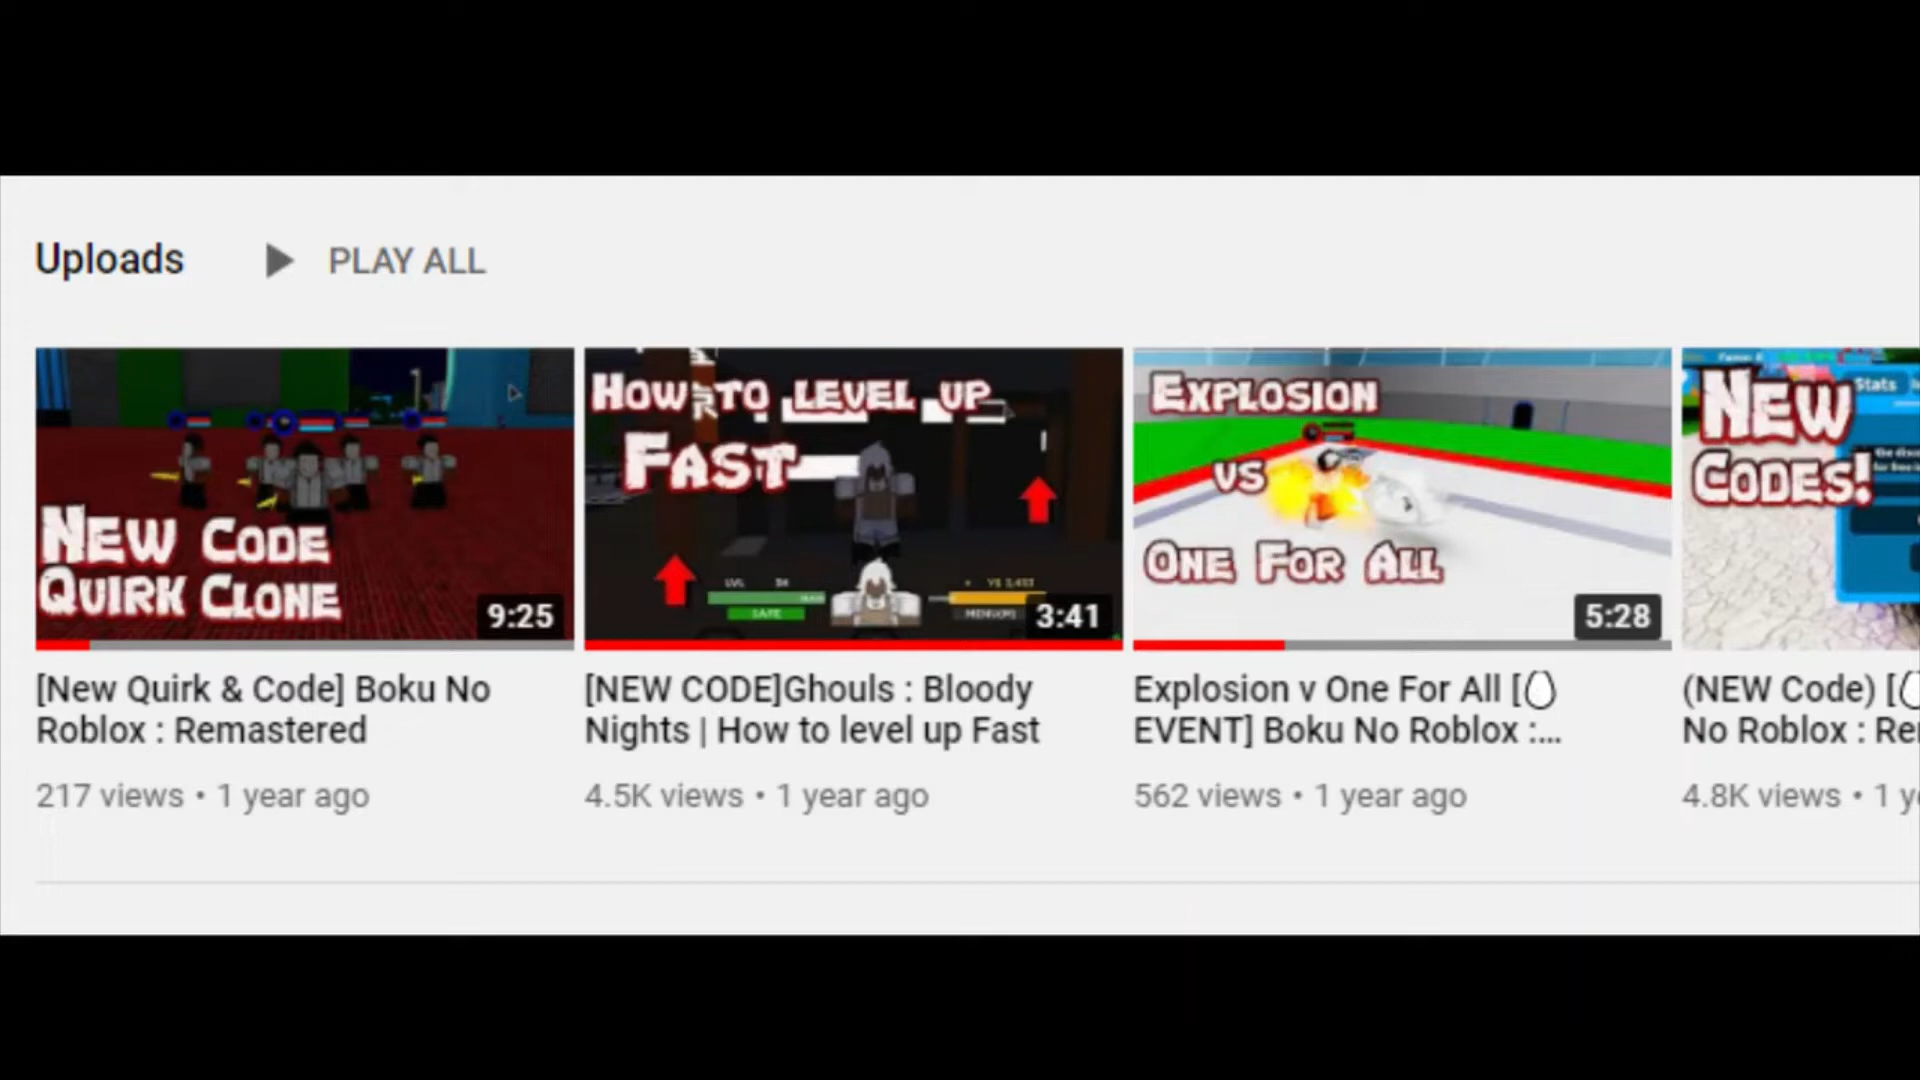 Uploads
PLAY ALL
NEW CODE
QUIRK CLONE
9:25
[New Quirk & Code] Boku No
Roblox : Remastered
217 views • 1 year ago
HOW TO LEVEL UP
FAST
LVL
SAFE
3:41
[NEW CODE]Ghouls : Bloody
Nights | How to level up Fast
4.5K views • 1 year ago
EXPLOSION
VS
ONE FOR ALL
5:28
Explosion v One For All [🥚
EVENT] Boku No Roblox :...
562 views • 1 year ago
Stats
NEW
CODES!
(NEW Code) [
No Roblox : Re
4.8K views • 1 y